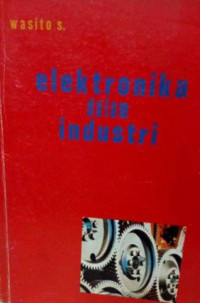 wasito s.
elektronika
dalam
industri